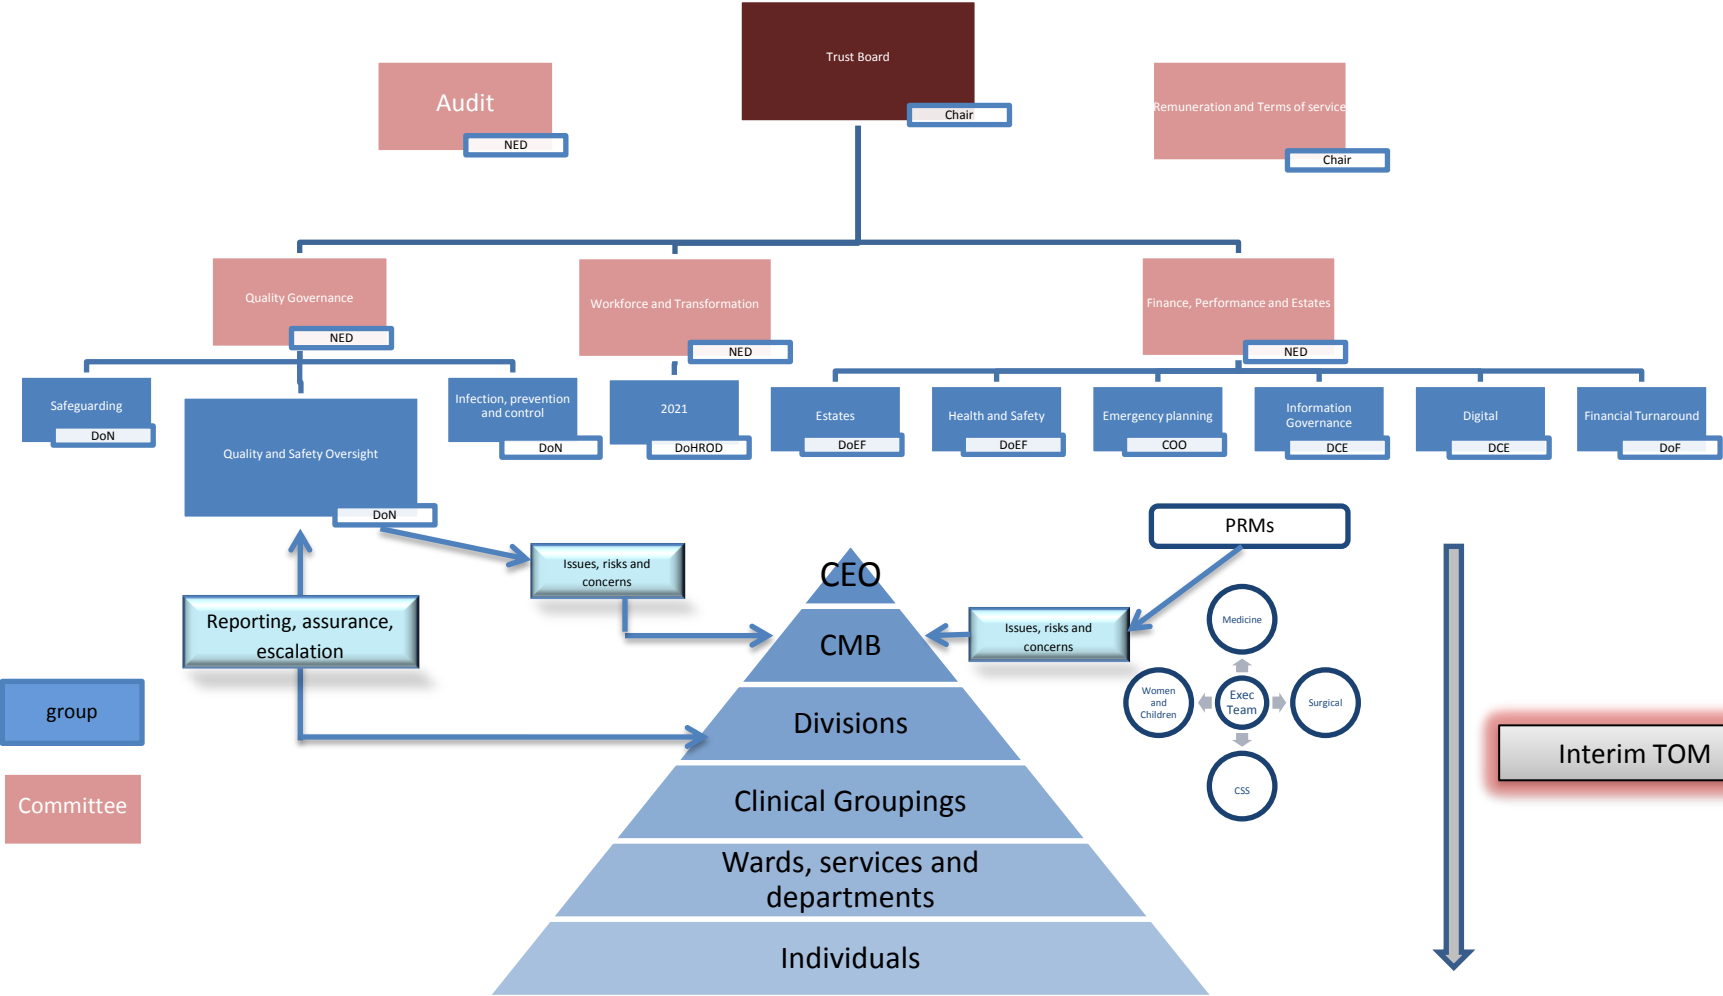 Trust Board
Chair
Audit
NED
Remuneration and Terms of service
Chair
Quality Governance
NED
Workforce and Transformation
NED
Finance, Performance and Estates
NED
Safeguarding
DoN
Quality and Safety Oversight
DoN
Infection, prevention
and control
DoN
2021
DoHROD
Estates
DoEF
Health and Safety
DoEF
Emergency planning
COO
Information
Governance
DCE
Digital
DCE
Financial Turnaround
DoF
PRMs
Issues, risks and
concerns
Reporting, assurance,
escalation
Issues, risks and
concerns
CEO
CMB
Divisions
Clinical Groupings
Wards, services and
departments
Individuals
Medicine
Women
and
Children
Exec
Team
Surgical
CSS
group
Committee
Interim TOM